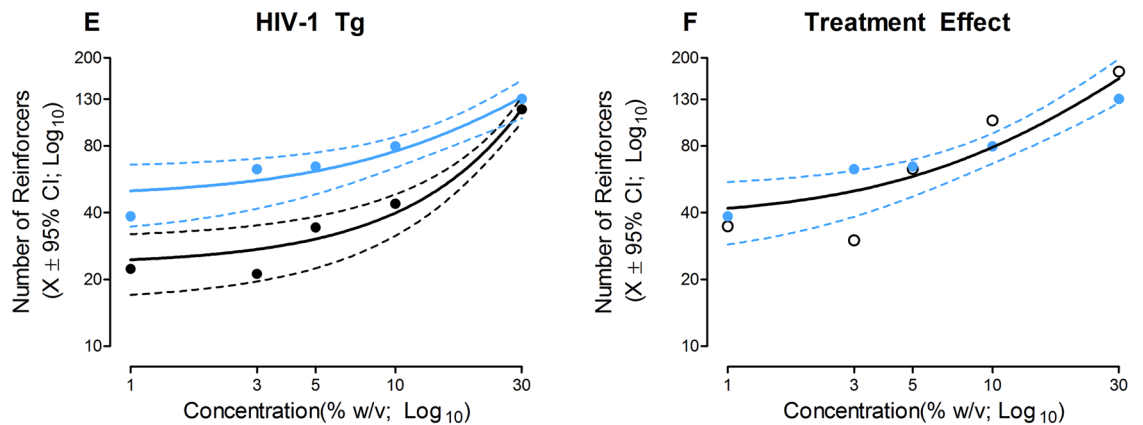 E HIV-1 Tg
Number of Reinforcers
(X ± 95% CI; Log10)
200
130
80
40
20
10
1 3 5 10 30
Concentration(% w/v; Log10)
F Treatment Effect
Number of Reinforcers
(X ± 95% CI; Log10)
200
130
80
40
20
10
1 3 5 10 30
Concentration(% w/v; Log10)